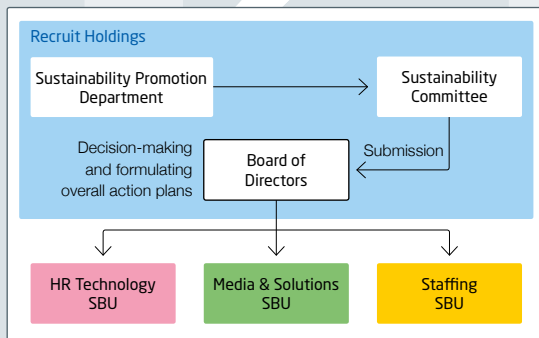 Recruit Holdings
Sustainability Promotion
Department
Sustainability
Committee
Decision-making
and formulating
overall action plans
Board of
Directors
Submission
HR Technology
SBU
Media & Solutions
SBU
Staffing
SBU